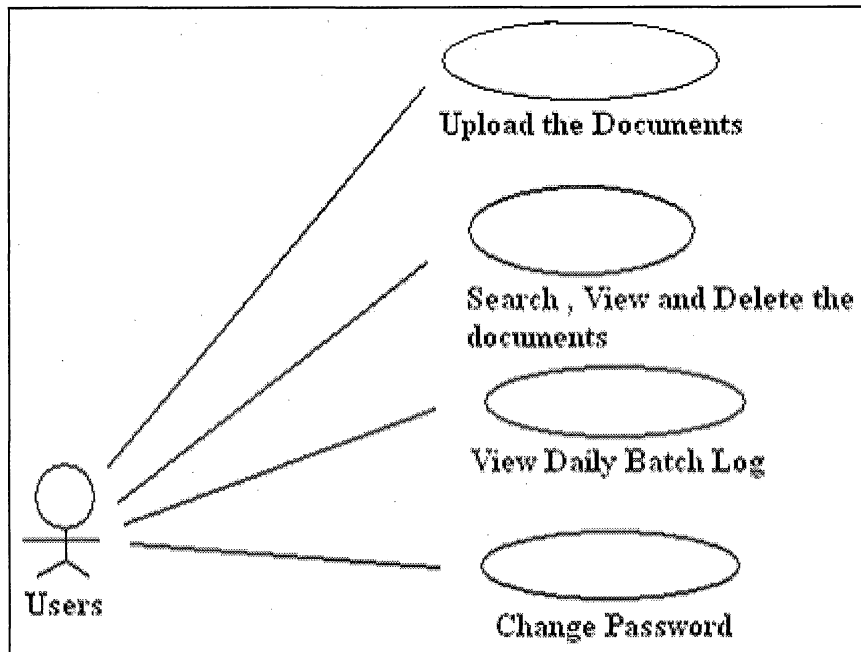 Upload the Documents
Search , View and Delete the
documents
View Daily Batch Log
Users
Change Password